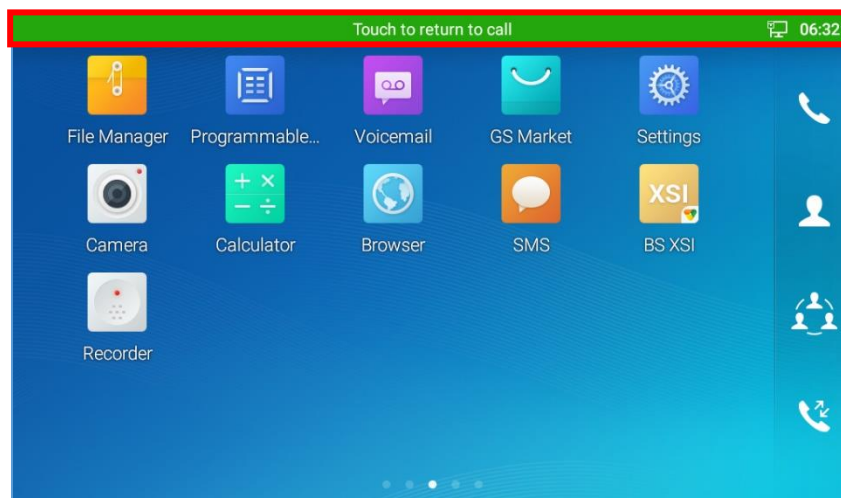 Touch to return to call 06:32
File Manager Programmable... Voicemail GS Market Settings
Camera Calculator Browser SMS XSI BS XSI
Recorder